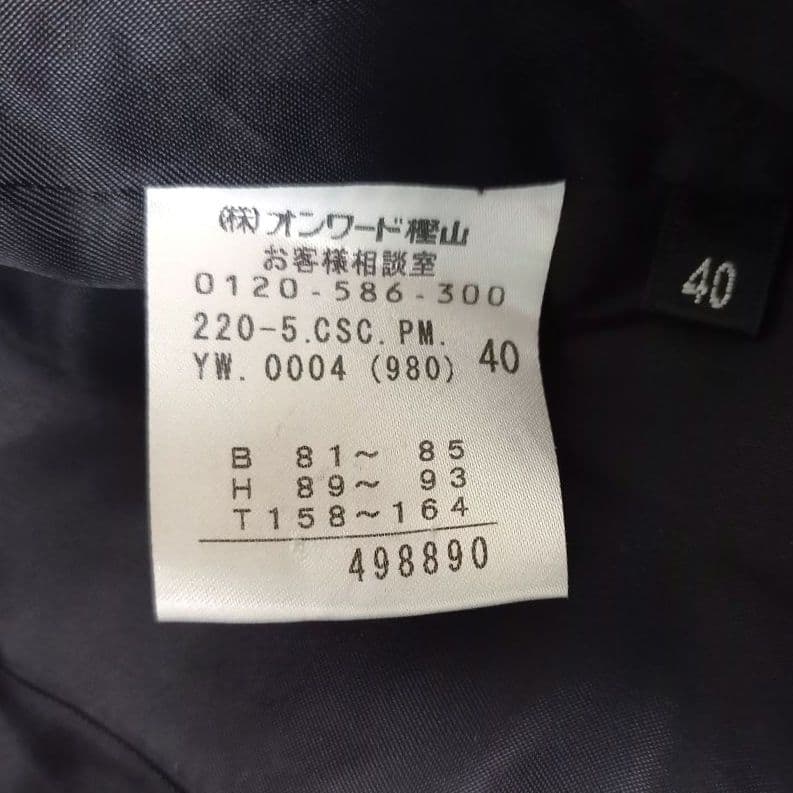 (株)オンワード樫山
お客様相談室
0120-586-300
220-5.CSC.PM.
YW.0004(980) 40
B 81～ 85
H 89～ 93
T158～164
498890
40